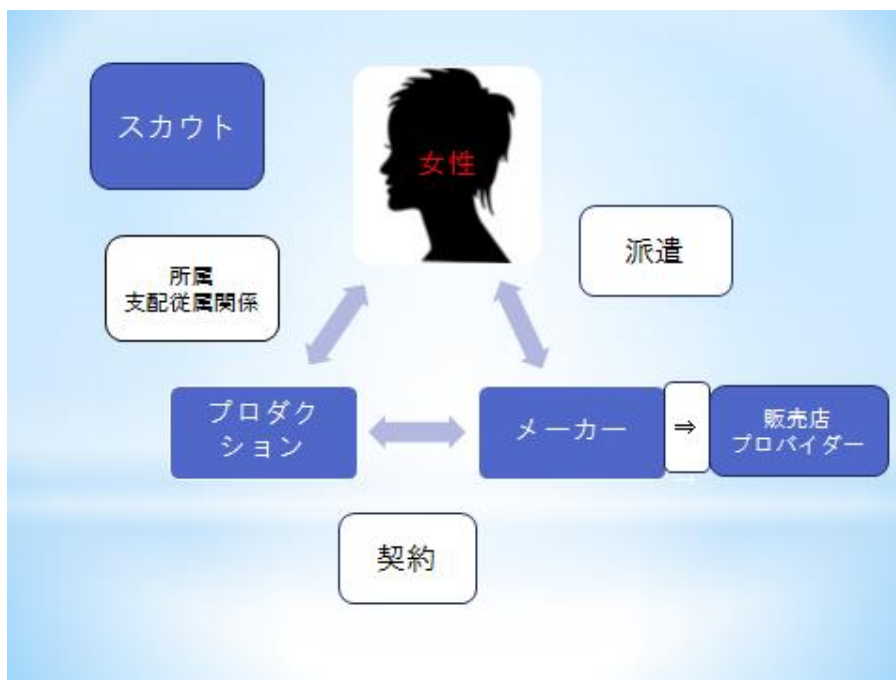 スカウト
女性
派遣
所属
支配従属関係
プロダク
ション
メーカー
⇒
販売店
プロバイダー
契約